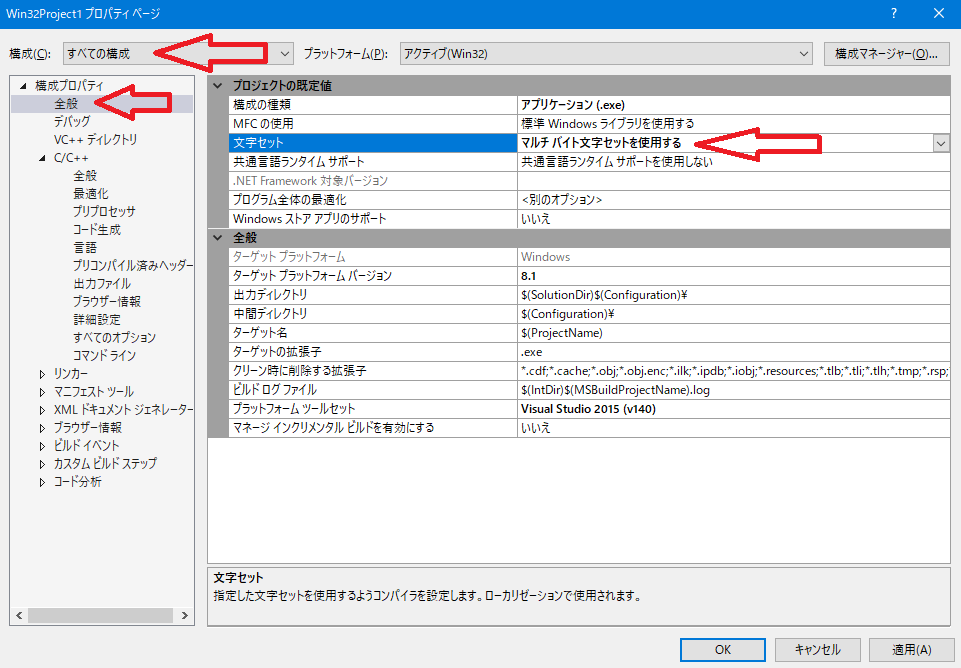 Win32Project1 プロパティ ページ
?
構成(C): すべての構成 プラットフォーム(P): アクティブ(Win32) 構成マネージャー(O)...
構成プロパティ
全般
デバッグ
VC++ ディレクトリ
C/C++
全般
最適化
プリプロセッサ
コード生成
言語
プリコンパイル済みヘッダー
出力ファイル
ブラウザー情報
詳細設定
すべてのオプション
コマンド ライン
リンカー
マニフェスト ツール
XML ドキュメント ジェネレーター
ブラウザー情報
ビルド イベント
カスタム ビルド ステップ
コード分析
プロジェクトの既定値
構成の種類 アプリケーション (.exe)
MFC の使用 標準 Windows ライブラリを使用する
文字セット マルチ バイト文字セットを使用する
共通言語ランタイム サポート 共通言語ランタイム サポートを使用しない
.NET Framework 対象バージョン
プログラム全体の最適化 <別のオプション>
Windows ストア アプリのサポート いいえ
全般
ターゲット プラットフォーム Windows
ターゲット プラットフォーム バージョン 8.1
出力ディレクトリ $(SolutionDir)$(Configuration)¥
中間ディレクトリ $(Configuration)¥
ターゲット名 $(ProjectName)
ターゲットの拡張子 .exe
クリーン時に削除する拡張子 *.cdf;*.cache;*.obj;*.obj.enc;*.ilk;*.ipdb;*.iobj;*.resources;*.tlb;*.tli;*.tlh;*.tmp;*.rsp;
ビルド ログ ファイル $(IntDir)$(MSBuildProjectName).log
プラットフォーム ツールセット Visual Studio 2015 (v140)
マネージ インクリメンタル ビルドを有効にする いいえ
文字セット
指定した文字セットを使用するようコンパイラを設定します。ローカリゼーションで使用されます。
OK キャンセル 適用(A)